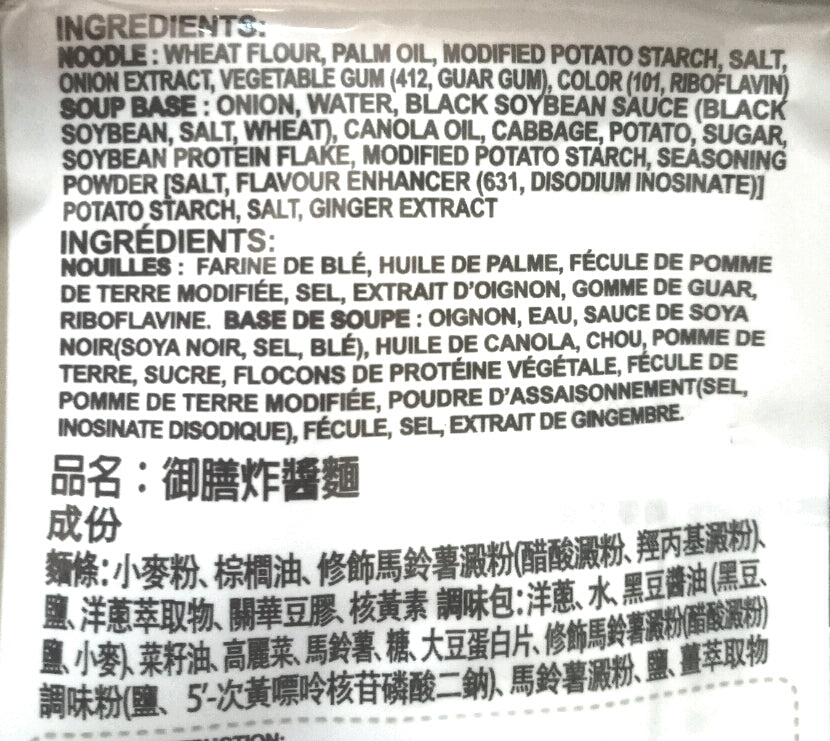 INGREDIENTS:
NOODLE : WHEAT FLOUR, PALM OIL, MODIFIED POTATO STARCH, SALT,
ONION EXTRACT, VEGETABLE GUM (412, GUAR GUM), COLOR (101, RIBOFLAVIN)
SOUP BASE : ONION, WATER, BLACK SOYBEAN SAUCE (BLACK
SOYBEAN, SALT, WHEAT), CANOLA OIL, CABBAGE, POTATO, SUGAR,
SOYBEAN PROTEIN FLAKE, MODIFIED POTATO STARCH, SEASONING
POWDER [SALT, FLAVOUR ENHANCER (631, DISODIUM INOSINATE)]
POTATO STARCH, SALT, GINGER EXTRACT
INGRÉDIENTS:
NOUILLES : FARINE DE BLÉ, HUILE DE PALME, FÉCULE DE POMME
DE TERRE MODIFIÉE, SEL, EXTRAIT D'OIGNON, GOMME DE GUAR,
RIBOFLAVINE. BASE DE SOUPE : OIGNON, EAU, SAUCE DE SOYA
NOIR(SOYA NOIR, SEL, BLÉ), HUILE DE CANOLA, CHOU, POMME DE
TERRE, SUCRE, FLOCONS DE PROTÉINE VÉGÉTALE, FÉCULE DE
POMME DE TERRE MODIFIÉE, POUDRE D'ASSAISONNEMENT(SEL,
INOSINATE DISODIQUE), FÉCULE, SEL, EXTRAIT DE GINGEMBRE.
品名：御膳炸醬麵
成份
麵條：小麥粉、棕櫚油、修飾馬鈴薯澱粉(醋酸澱粉、羥丙基澱粉)、
鹽、洋蔥萃取物、關華豆膠、核黃素 調味包：洋蔥、水、黑豆醬油(黑豆、
鹽、小麥)、菜籽油、高麗菜、馬鈴薯、糖、大豆蛋白片、修飾馬鈴薯澱粉(醋酸澱粉)
調味粉(鹽、 5'-次黃嘌呤核苷磷酸二鈉)、馬鈴薯澱粉、鹽、薑萃取物